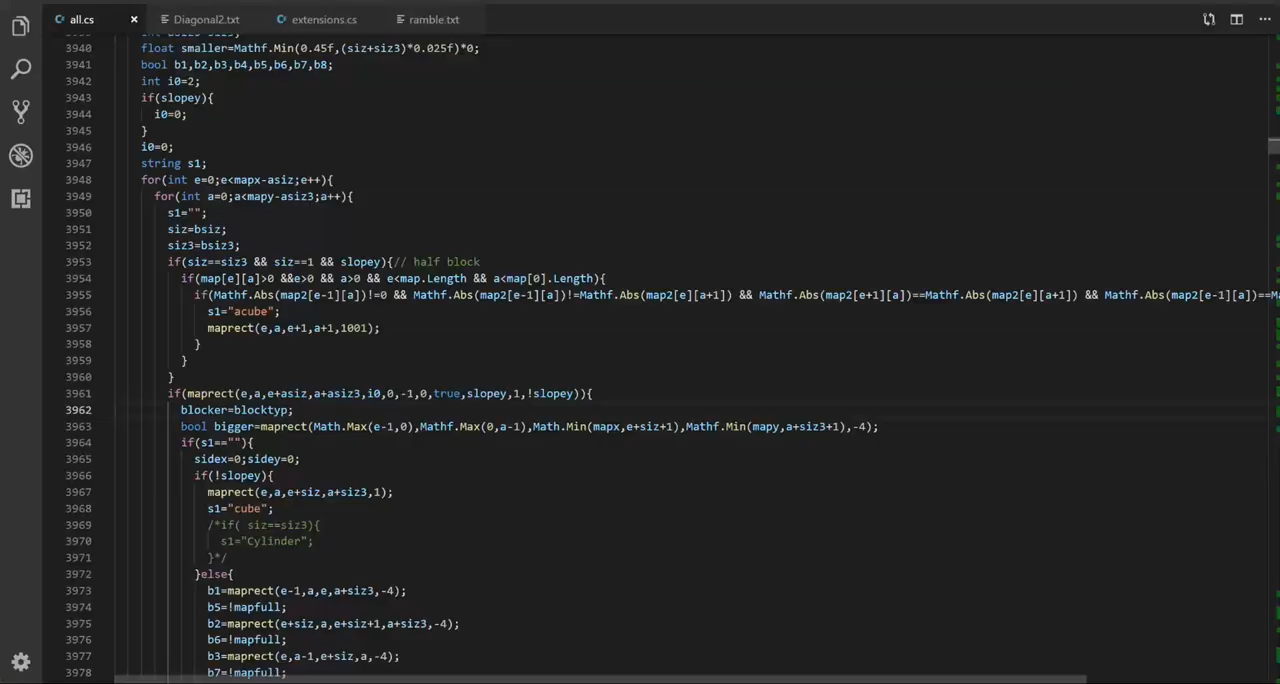 all.cs
Diagonal2.txt
extensions.cs
ramble.txt
3940 float smaller=Mathf.Min(0.45f,(siz+siz3)*0.025f)*0;
3941 bool b1,b2,b3,b4,b5,b6,b7,b8;
3942 int i0=2;
3943 if(slopey){
3944 i0=0;
3945 }
3946 i0=0;
3947 string s1;
3948 for(int e=0;e<mapx-asiz;e++){
3949 for(int a=0;a<mapy-asiz3;a++){
3950 s1="";
3951 siz=bsiz;
3952 siz3=bsiz3;
3953 if(siz==siz3 && siz==1 && slopey){// half block
3954 if(map[e][a]>0 &&e>0 && a>0 && e<map.Length && a<map[0].Length){
3955 if(Mathf.Abs(map2[e-1][a])!=0 && Mathf.Abs(map2[e-1][a])!=Mathf.Abs(map2[e][a+1]) && Mathf.Abs(map2[e+1][a])==Mathf.Abs(map2[e][a+1]) && Mathf.Abs(map2[e-1][a])==M
3956 s1="acube";
3957 maprect(e,a,e+1,a+1,1001);
3958 }
3959 }
3960 }
3961 if(maprect(e,a,e+asiz,a+asiz3,i0,0,-1,0,true,slopey,1,!slopey)){
3962 blocker=blocktyp;
3963 bool bigger=maprect(Math.Max(e-1,0),Mathf.Max(0,a-1),Math.Min(mapx,e+siz+1),Mathf.Min(mapy,a+siz3+1),-4);
3964 if(s1==""){
3965 sidex=0;sidey=0;
3966 if(!slopey){
3967 maprect(e,a,e+siz,a+siz3,1);
3968 s1="cube";
3969 /*if( siz==siz3){
3970 s1="Cylinder";
3971 }*/
3972 }else{
3973 b1=maprect(e-1,a,e,a+siz3,-4);
3974 b5=!mapfull;
3975 b2=maprect(e+siz,a,e+siz+1,a+siz3,-4);
3976 b6=!mapfull;
3977 b3=maprect(e,a-1,e+siz,a,-4);
3978 b7=!mapfull;